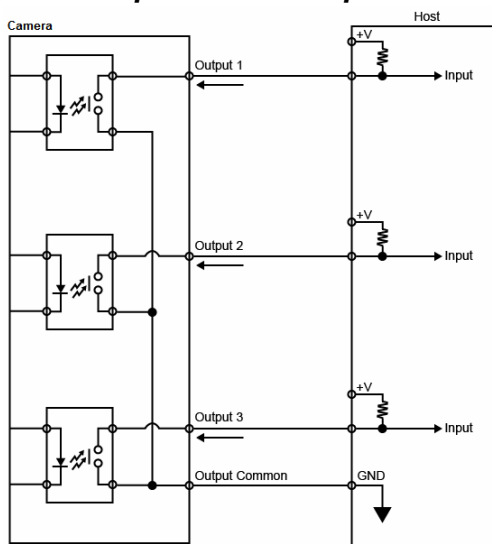 Camera
Host
+V
Output 1
Input
+V
Output 2
Input
+V
Output 3
Input
Output Common
GND